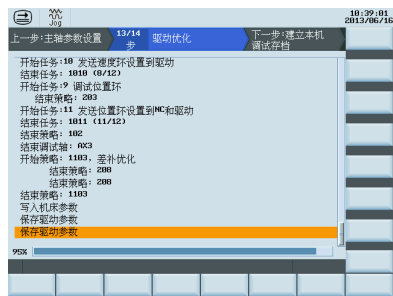 Jog
10:39:01
2013/06/16
上一步:主轴参数设置
13/14
步
驱动优化
下一步:建立本机
调试存档
开始任务:10 发送速度环设置到驱动
结束任务: 1010 (8/12)
开始任务:9 调试位置环
结束策略: 203
开始任务:11 发送位置环设置到NC和驱动
结束任务: 1011 (11/12)
结束策略: 102
结束调试轴: AX3
开始策略: 1103, 差补优化
结束策略: 208
结束策略: 208
结束策略: 1103
写入机床参数
保存驱动参数
保存驱动参数
95%